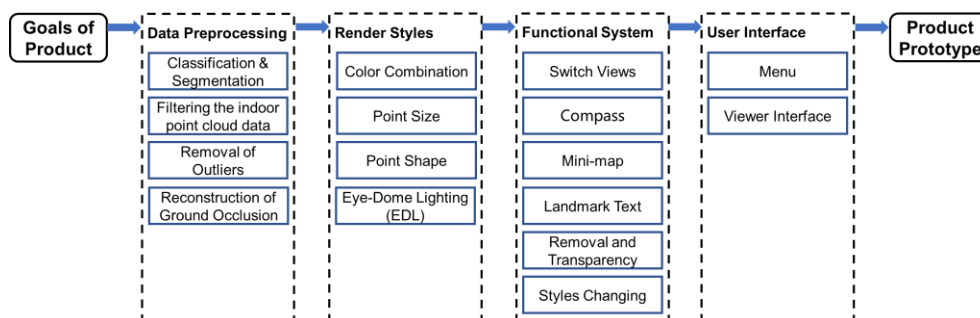 Goals of
Product
Data Preprocessing
Classification &
Segmentation
Filtering the indoor
point cloud data
Removal of
Outliers
Reconstruction of
Ground Occlusion
Render Styles
Color Combination
Point Size
Point Shape
Eye-Dome Lighting
(EDL)
Functional System
Switch Views
Compass
Mini-map
Landmark Text
Removal and
Transparency
Styles Changing
User Interface
Menu
Viewer Interface
Product
Prototype